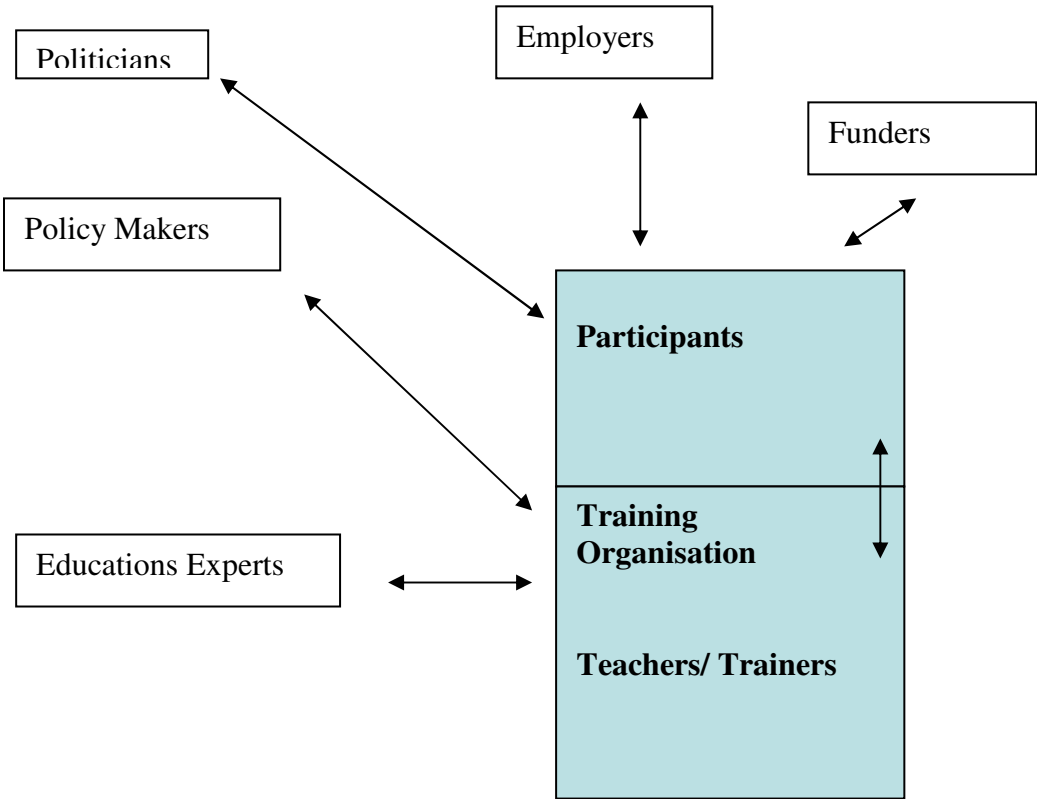 Politicians
Employers
Funders
Policy Makers
Participants
Training
Organisation
Educations Experts
Teachers/ Trainers